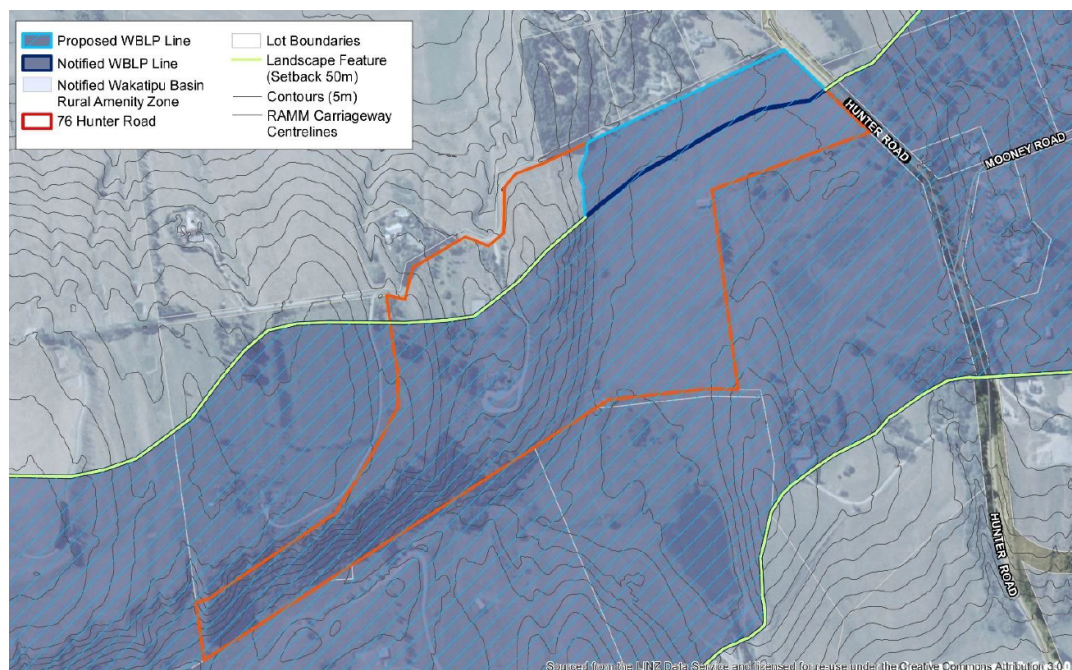 Proposed WBLP Line
Notified WBLP Line
Notified Wakatipu Basin
Rural Amenity Zone
76 Hunter Road
Lot Boundaries
Landscape Feature
(Setback 50m)
Contours (5m)
RAMM Carriageway
Centrelines
HUNTER ROAD
MOONEY ROAD
HUNTER ROAD
Sourced from the LINZ Data Service and licensed for re-use under the Creative Commons Attribution 3.0